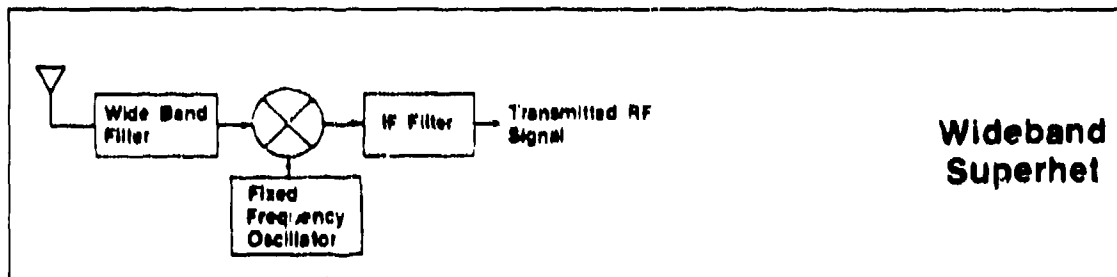 Wide Band
Filter
IF Filter
Transmitted RF
Signal
Fixed
Frequency
Oscillator
Wideband
Superhet